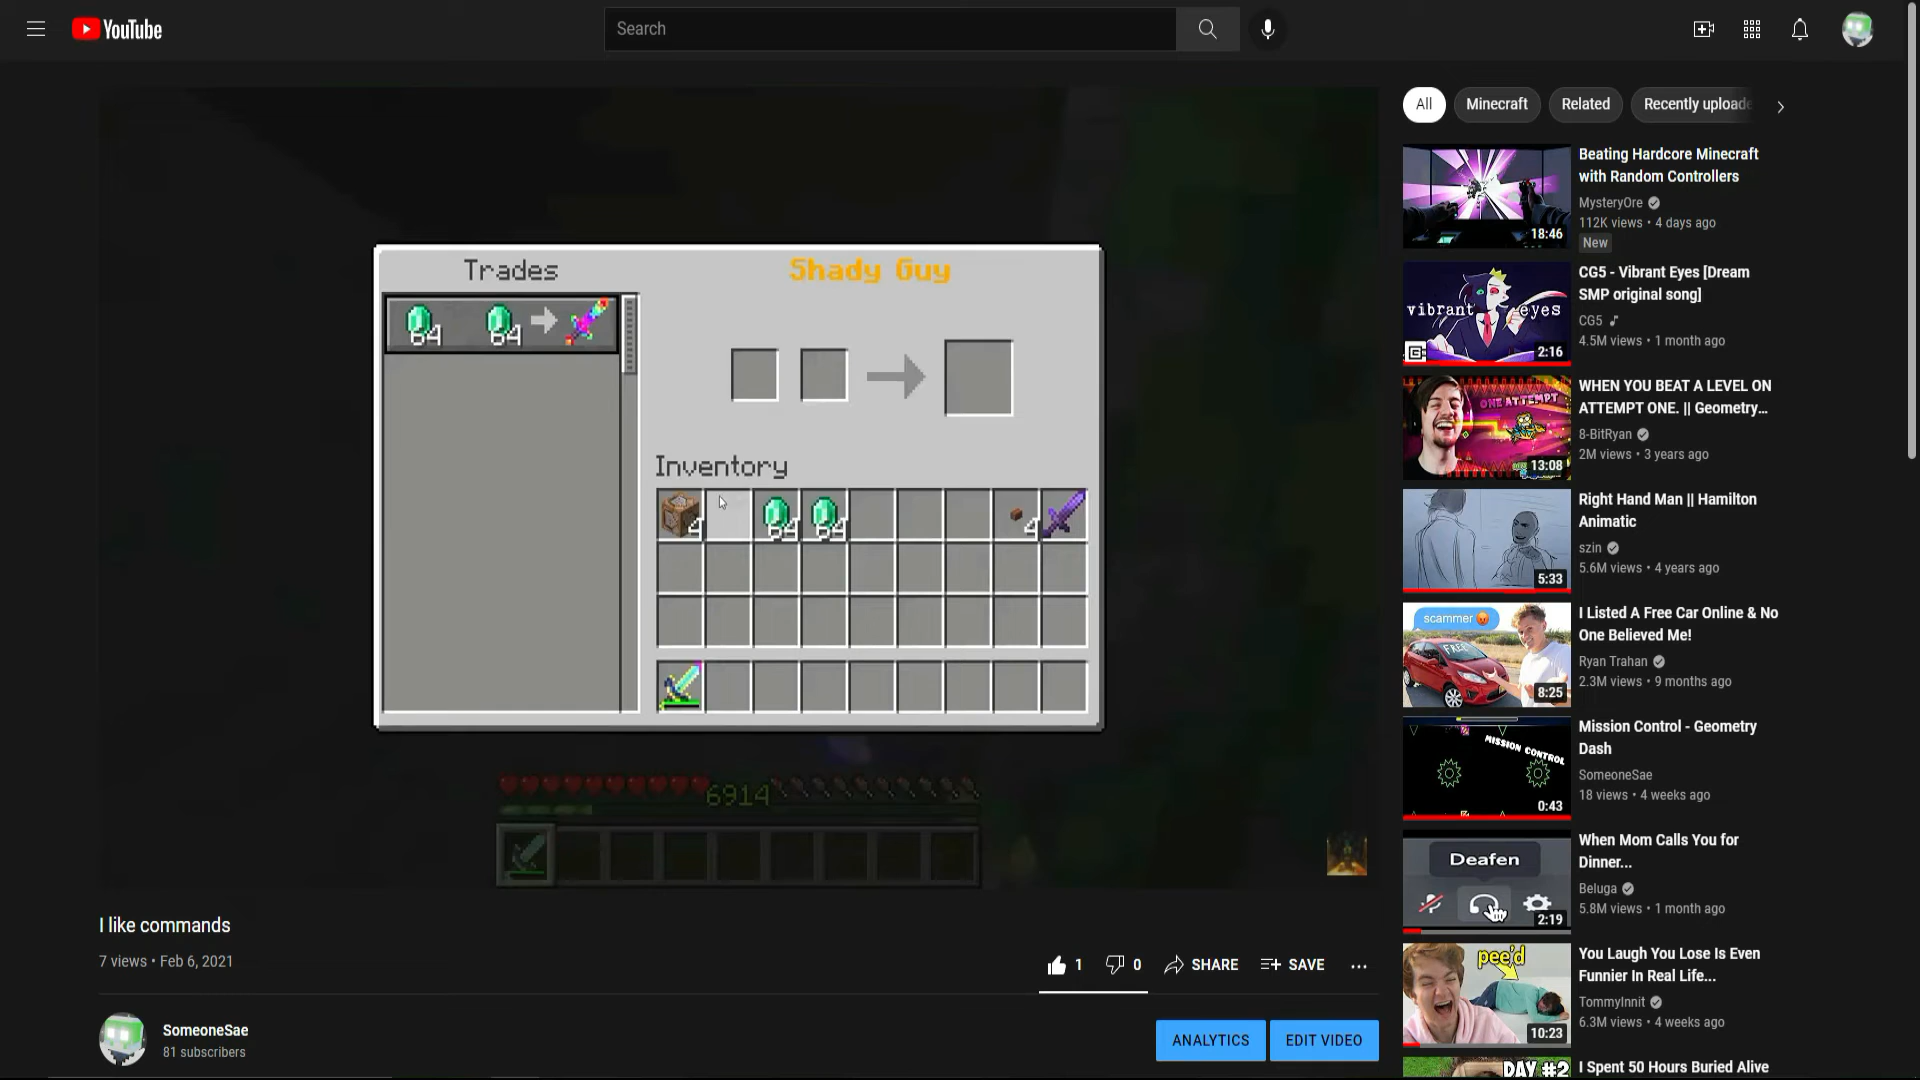 YouTube
Search
Trades
Shady Guy
64 64
Inventory
4 64 64 4
6914
I like commands
7 views • Feb 6, 2021
1 0 SHARE SAVE
SomeoneSae
81 subscribers
ANALYTICS EDIT VIDEO
All Minecraft Related Recently uploade
18:46
Beating Hardcore Minecraft
with Random Controllers
MysteryOre
112K views • 4 days ago
New
vibrant eyes
2:16
CG5 - Vibrant Eyes [Dream
SMP original song]
CG5
4.5M views • 1 month ago
ONE ATTEMPT
13:08
WHEN YOU BEAT A LEVEL ON
ATTEMPT ONE. || Geometry...
8-BitRyan
2M views • 3 years ago
5:33
Right Hand Man || Hamilton
Animatic
szin
5.6M views • 4 years ago
scammer
FREE
8:25
I Listed A Free Car Online & No
One Believed Me!
Ryan Trahan
2.3M views • 9 months ago
MISSION CONTROL
0:43
Mission Control - Geometry
Dash
SomeoneSae
18 views • 4 weeks ago
Deafen
2:19
When Mom Calls You for
Dinner...
Beluga
5.8M views • 1 month ago
pee'd
10:23
You Laugh You Lose Is Even
Funnier In Real Life...
TommyInnit
6.3M views • 4 weeks ago
DAY #2
I Spent 50 Hours Buried Alive